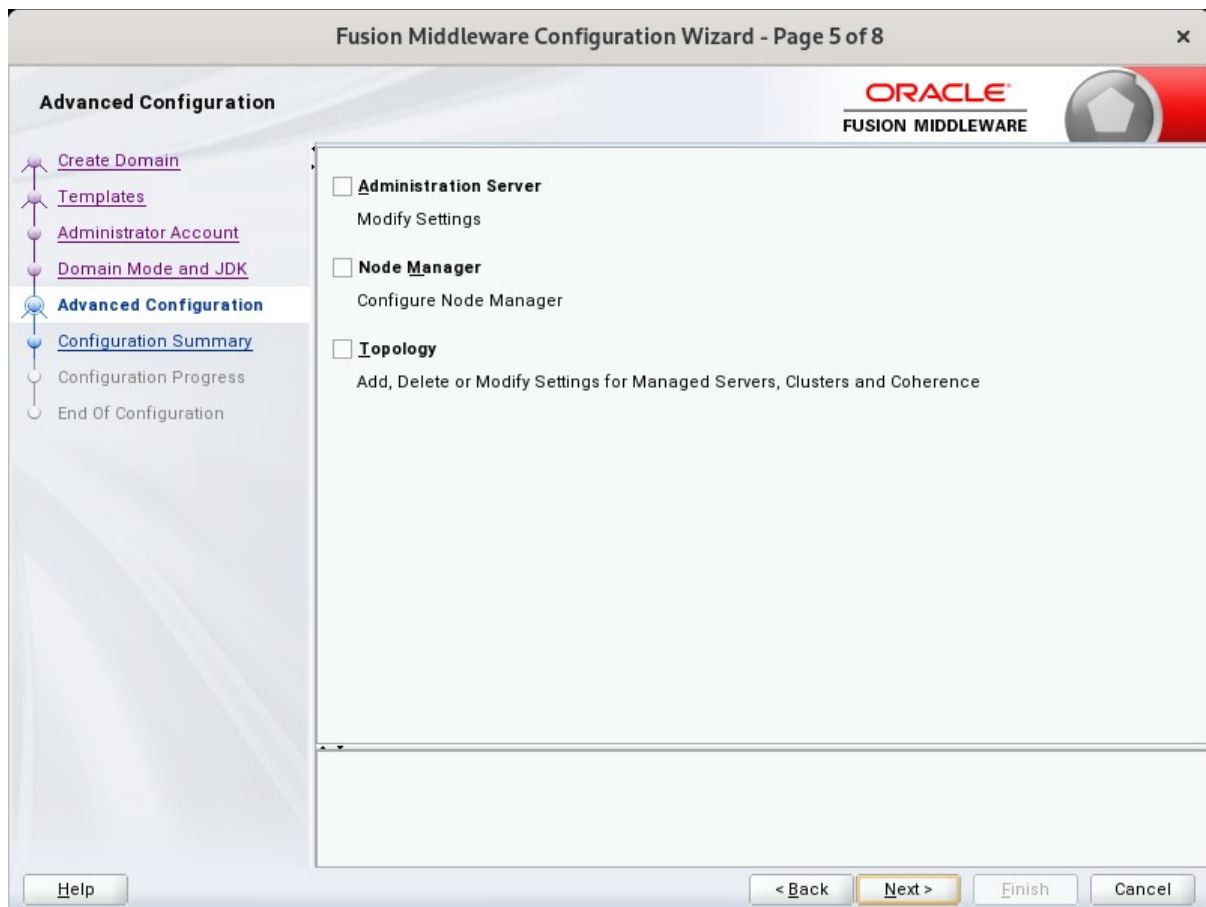 Fusion Middleware Configuration Wizard - Page 5 of 8
×
Advanced Configuration
ORACLE
FUSION MIDDLEWARE
Create Domain
Templates
Administrator Account
Domain Mode and JDK
Advanced Configuration
Configuration Summary
Configuration Progress
End Of Configuration
Administration Server
Modify Settings
Node Manager
Configure Node Manager
Topology
Add, Delete or Modify Settings for Managed Servers, Clusters and Coherence
Help
< Back
Next >
Finish
Cancel